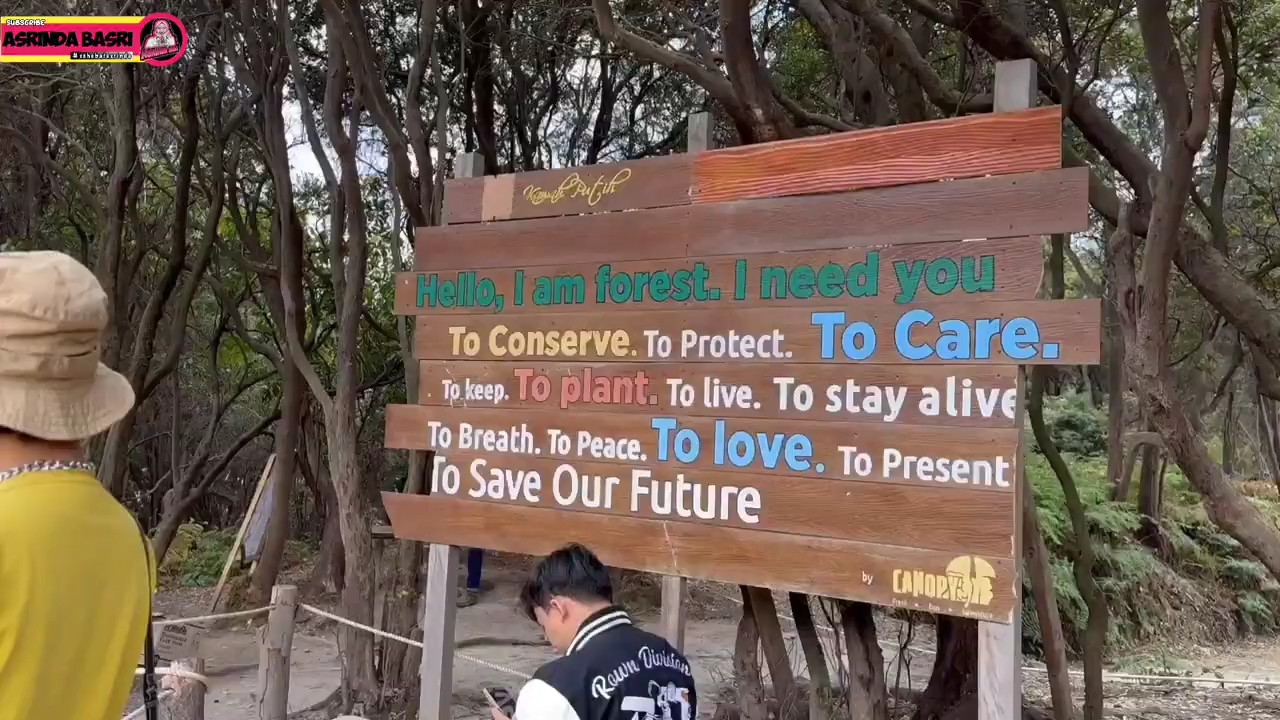 SUBSCRIBE
ASRINDA BASRI
Kawah Putih
Hello, I am forest. I need you
To Conserve. To Protect. To Care.
To keep. To plant. To live. To stay alive
To Breath. To Peace. To love. To Present
To Save Our Future
by CANOPY
Rawn Division